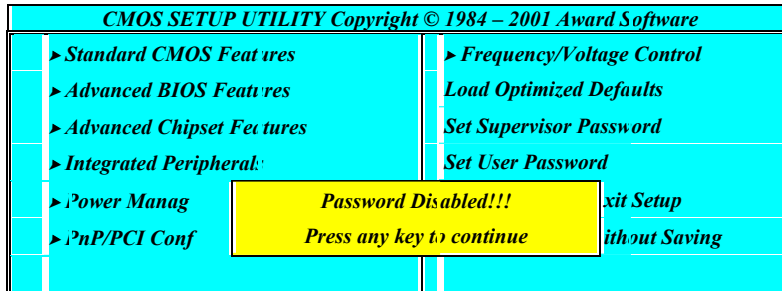 CMOS SETUP UTILITY Copyright © 1984 – 2001 Award Software
▸ Standard CMOS Features
▸ Advanced BIOS Features
▸ Advanced Chipset Features
▸ Integrated Peripherals
▸ Power Manag
▸ PnP/PCI Conf
▸ Frequency/Voltage Control
Load Optimized Defaults
Set Supervisor Password
Set User Password
xit Setup
ithout Saving
Password Disabled!!!
Press any key to continue